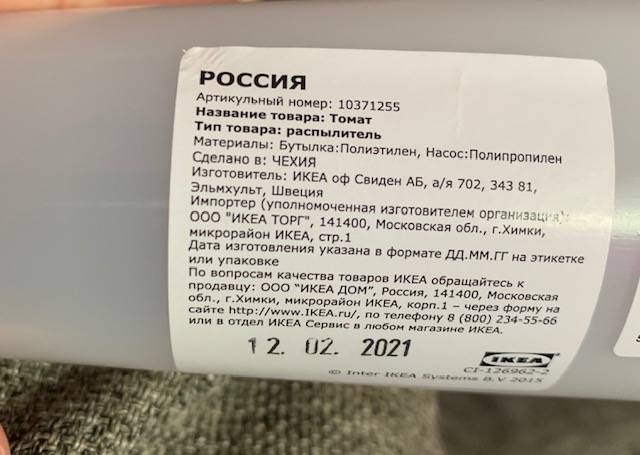 РОССИЯ
Артикульный номер: 10371255
Название товара: Томат
Тип товара: распылитель
Материалы: Бутылка:Полиэтилен, Насос:Полипропилен
Сделано в: ЧЕХИЯ
Изготовитель: ИКЕА оф Свиден АБ, а/я 702, 343 81,
Эльмхульт, Швеция
Импортер (уполномоченная изготовителем организация):
ООО "ИКЕА ТОРГ", 141400, Московская обл., г.Химки,
микрорайон ИКЕА, стр.1
Дата изготовления указана в формате ДД.ММ.ГГ на этикетке
или упаковке
По вопросам качества товаров ИКЕА обращайтесь к
продавцу: ООО "ИКЕА ДОМ", Россия, 141400, Московская
обл., г.Химки, микрорайон ИКЕА, корп.1 – через форму на
сайте http://www.IKEA.ru/, по телефону 8 (800) 234-55-66
или в отдел ИКЕА Сервис в любом магазине ИКЕА.
12. 02. 2021
IKEA
CI-126962-2
© Inter IKEA Systems B.V 2015